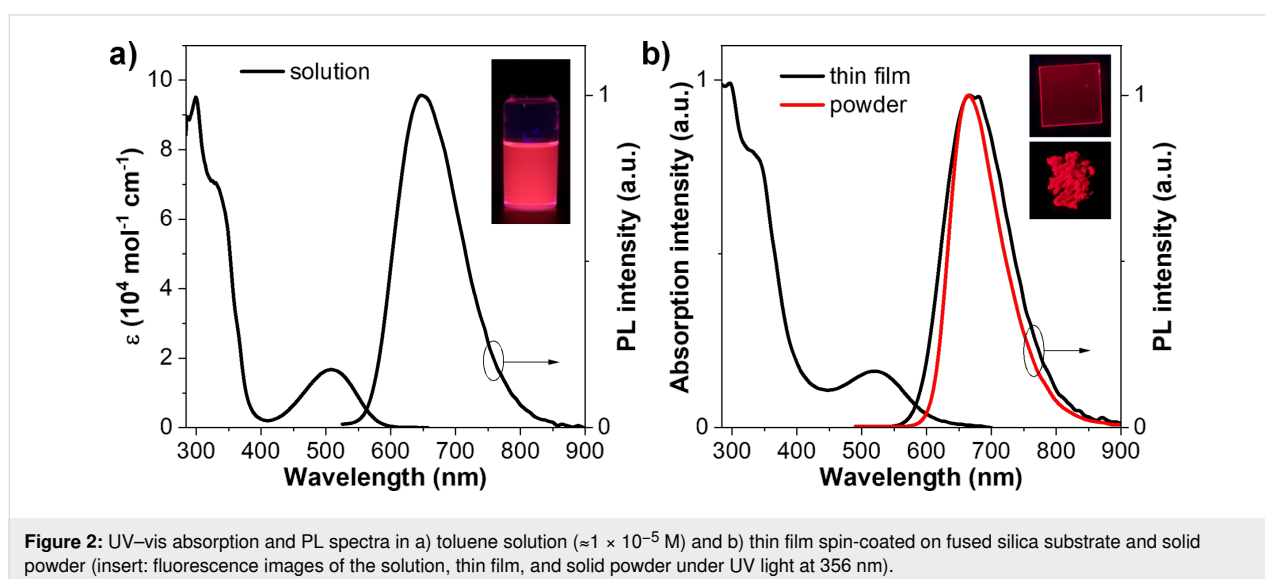 a)
solution
10
8
6
4
2
0
ε (10⁴ mol⁻¹ cm⁻¹)
1
0
PL intensity (a.u.)
300 400 500 600 700 800 900
Wavelength (nm)
b)
thin film
powder
1
0
Absorption intensity (a.u.)
1
0
PL intensity (a.u.)
300 400 500 600 700 800 900
Wavelength (nm)
Figure 2: UV–vis absorption and PL spectra in a) toluene solution (≈1 × 10⁻⁵ M) and b) thin film spin-coated on fused silica substrate and solid
powder (insert: fluorescence images of the solution, thin film, and solid powder under UV light at 356 nm).